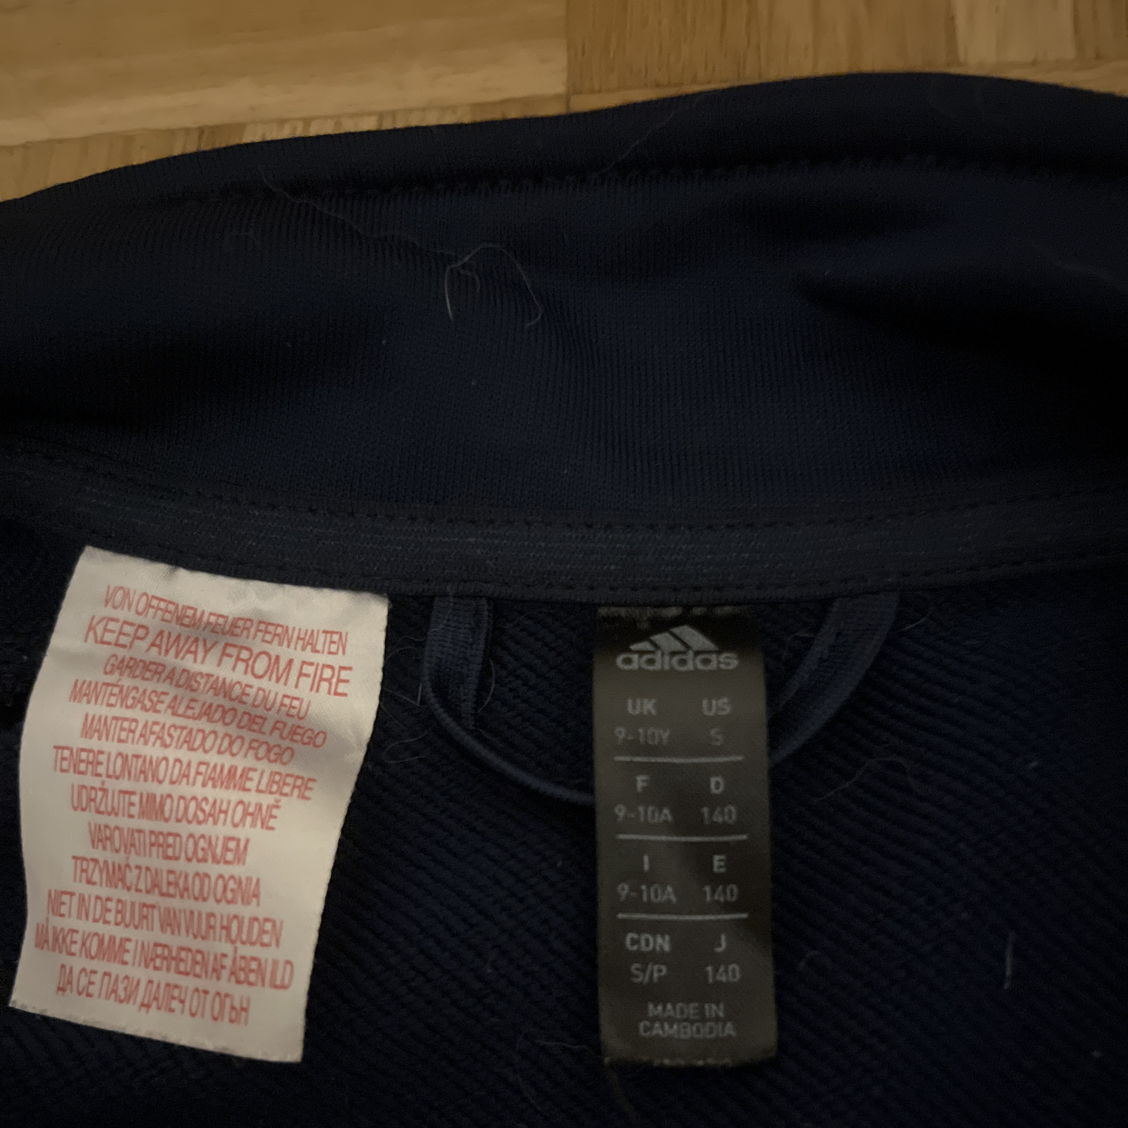 VON OFFENEM FEUER FERN HALTEN
KEEP AWAY FROM FIRE
GARDER A DISTANCE DU FEU
MANTENGASE ALEJADO DEL FUEGO
MANTER AFASTADO DO FOGO
TENERE LONTANO DA FIAMME LIBERE
UDRŽUJTE MIMO DOSAH OHNĚ
VAROVATI PRED OGNJEM
TRZYMAĆ Z DALEKA OD OGNIA
NIET IN DE BUURT VAN VUUR HOUDEN
MÅ IKKE KOMME I NÆRHEDEN AF ÅBEN ILD
ДА СЕ ПАЗИ ДАЛЕЧ ОТ ОГЪН
adidas
UK US
9-10Y S
F D
9-10A 140
I E
9-10A 140
CDN J
S/P 140
MADE IN
CAMBODIA